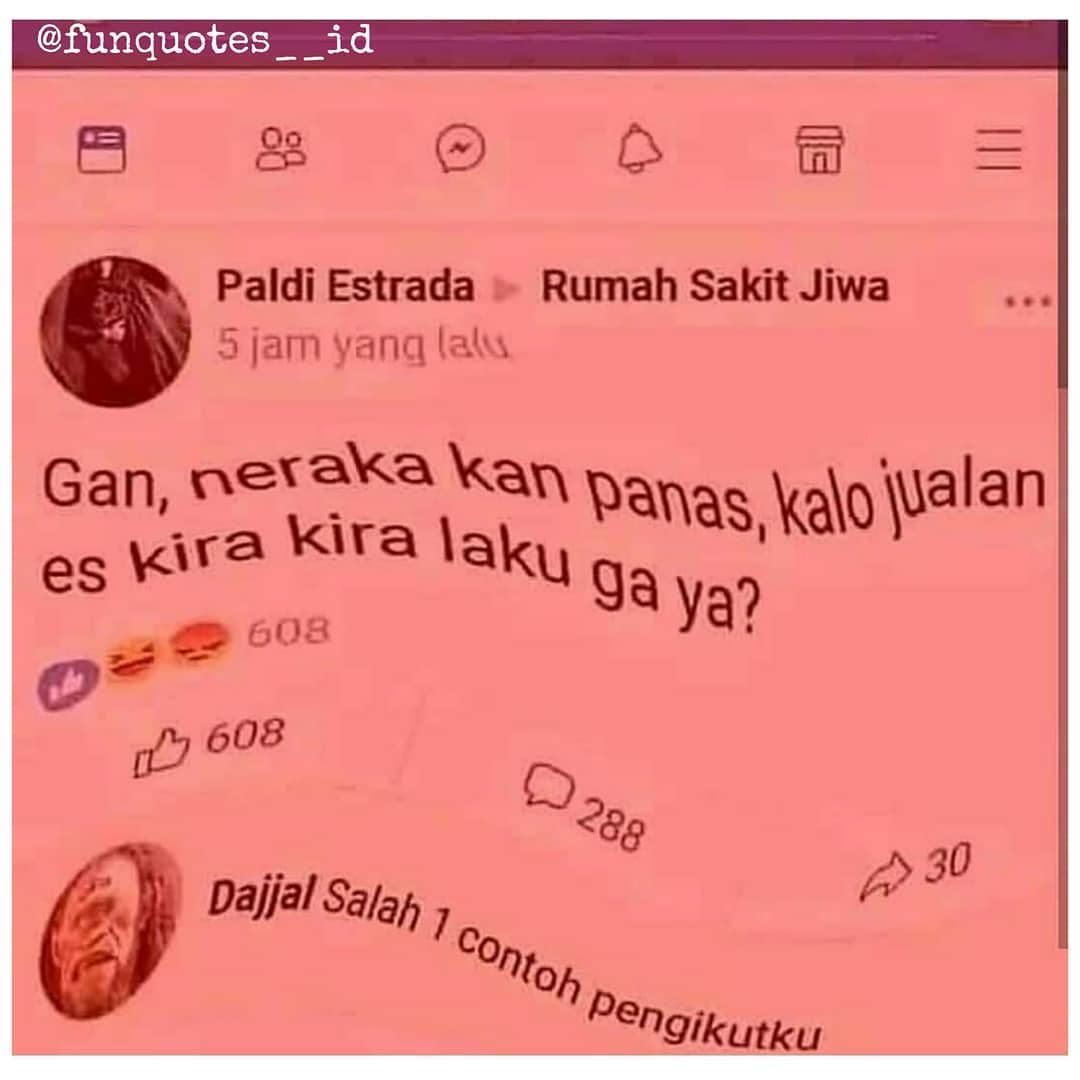 @funquotes__id
Paldi Estrada Rumah Sakit Jiwa
5 jam yang lalu
Gan, neraka kan panas, kalo jualan
es kira kira laku ga ya?
608
608
288
30
Dajjal Salah 1 contoh pengikutku